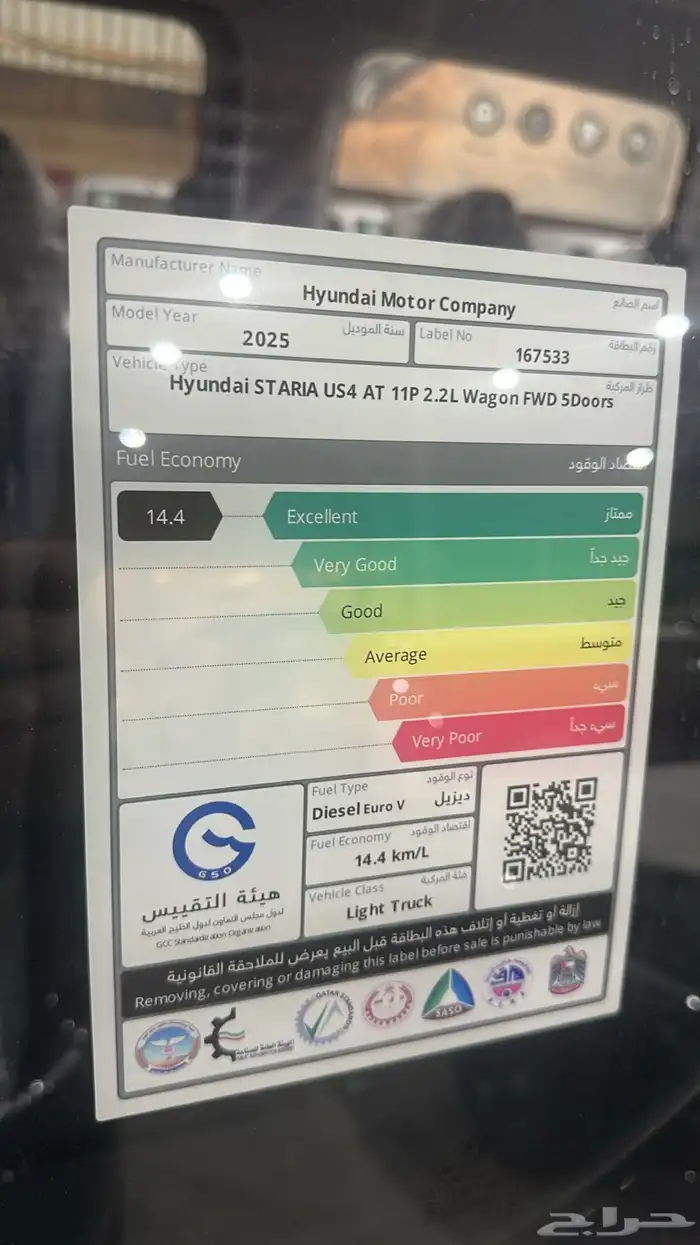 Manufacturer Name
اسم الصانع
Hyundai Motor Company
Model Year
سنة الموديل
2025
Label No
رقم البطاقة
167533
Vehicle Type
طراز المركبة
Hyundai STARIA US4 AT 11P 2.2L Wagon FWD 5Doors
Fuel Economy
اقتصاد الوقود
14.4
Excellent
ممتاز
Very Good
جيد جداً
Good
جيد
Average
متوسط
Poor
سيء
Very Poor
سيء جداً
Fuel Type
نوع الوقود
Diesel Euro V
ديزيل
Fuel Economy
اقتصاد الوقود
14.4 km/L
Vehicle Class
فئة المركبة
Light Truck
GSO
هيئة التقييس
لدول مجلس التعاون لدول الخليج العربية
GCC Standardization Organization
إزالة أو تغطية أو إتلاف هذه البطاقة قبل البيع يعرض للملاحقة القانونية
Removing, covering or damaging this label before sale is punishable by law
QATAR STANDARDS
SASO
حراج